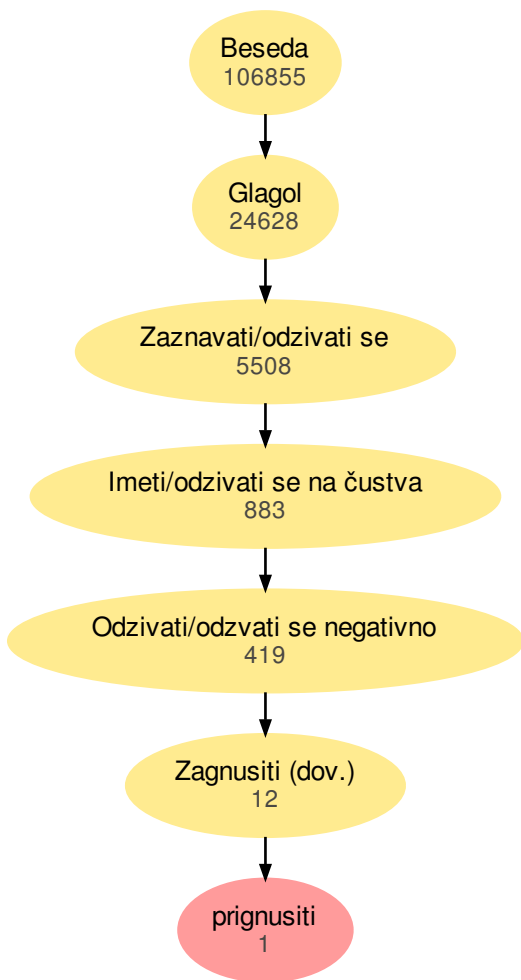 Beseda
106855
Glagol
24628
Zaznavati/odzivati se
5508
Imeti/odzivati se na čustva
883
Odzivati/odzvati se negativno
419
Zagnusiti (dov.)
12
prignusiti
1